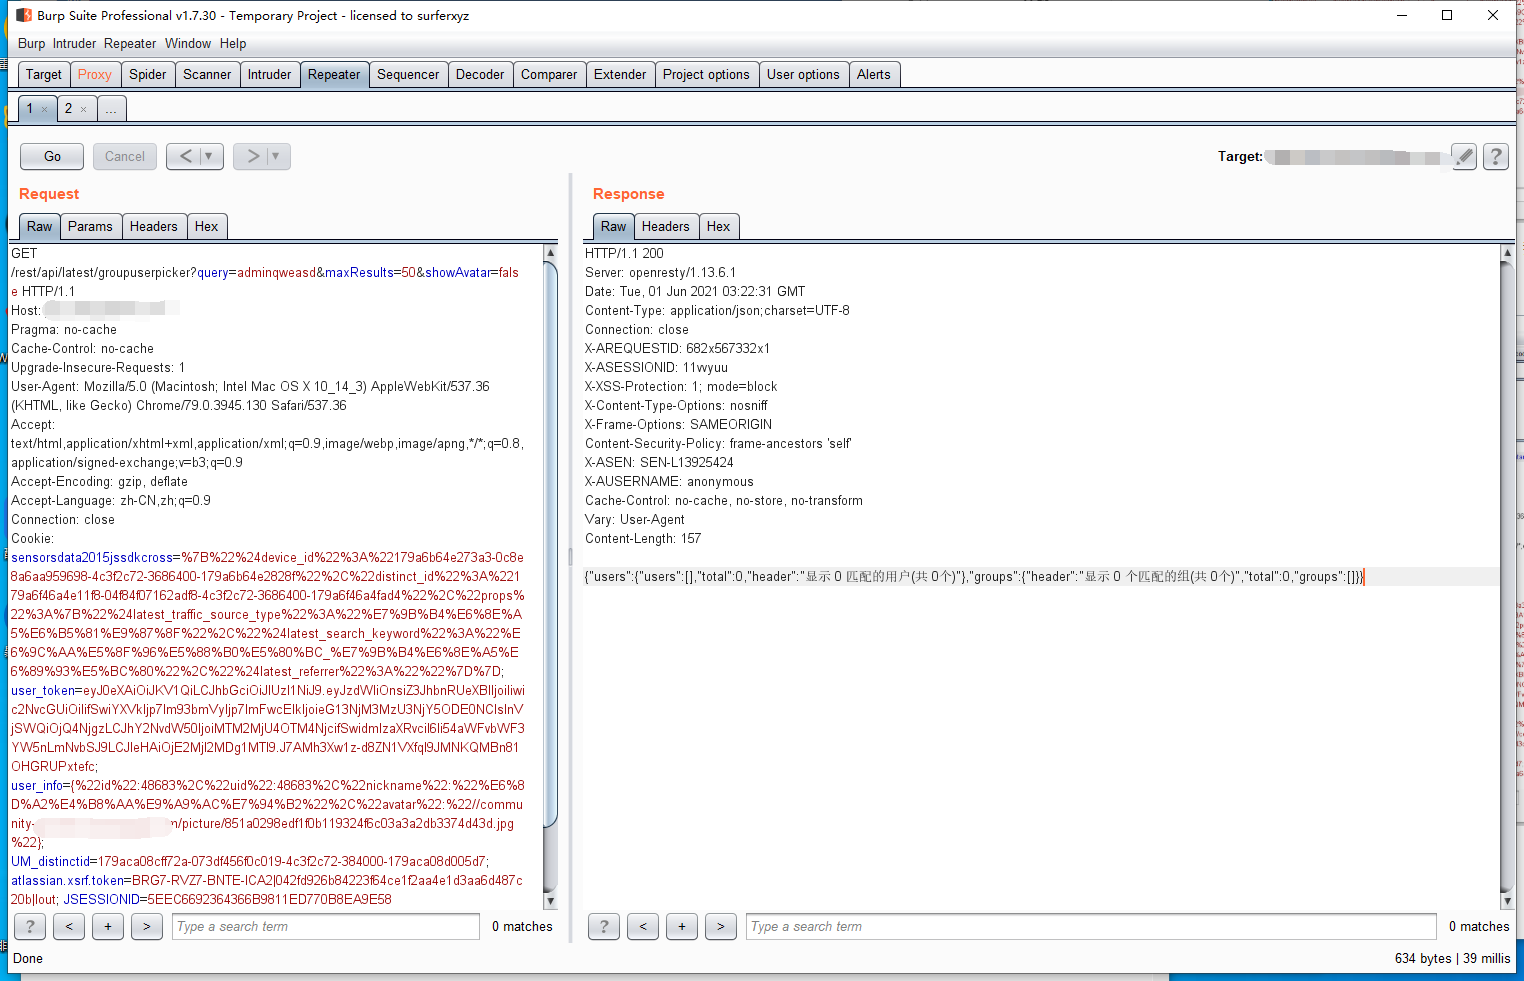 Burp Suite Professional v1.7.30 - Temporary Project - licensed to surferxyz
Burp Intruder Repeater Window Help
Target Proxy Spider Scanner Intruder Repeater Sequencer Decoder Comparer Extender Project options User options Alerts
1 × 2 × ...
Go Cancel < ▼ > ▼ Target: ?
Request
Raw Params Headers Hex
GET
/rest/api/latest/groupuserpicker?query=adminqweasd&maxResults=50&showAvatar=fals
e HTTP/1.1
Host:
Pragma: no-cache
Cache-Control: no-cache
Upgrade-Insecure-Requests: 1
User-Agent: Mozilla/5.0 (Macintosh; Intel Mac OS X 10_14_3) AppleWebKit/537.36
(KHTML, like Gecko) Chrome/79.0.3945.130 Safari/537.36
Accept:
text/html,application/xhtml+xml,application/xml;q=0.9,image/webp,image/apng,*/*;q=0.8,
application/signed-exchange;v=b3;q=0.9
Accept-Encoding: gzip, deflate
Accept-Language: zh-CN,zh;q=0.9
Connection: close
Cookie:
sensorsdata2015jssdkcross=%7B%22%24device_id%22%3A%22179a6b64e273a3-0c8e
8a6aa959698-4c3f2c72-3686400-179a6b64e2828f%22%2C%22distinct_id%22%3A%221
79a6f46a4e11f8-04f84f07162adf8-4c3f2c72-3686400-179a6f46a4fad4%22%2C%22props%
22%3A%7B%22%24latest_traffic_source_type%22%3A%22%E7%9B%B4%E6%8E%A
5%E6%B5%81%E9%87%8F%22%2C%22%24latest_search_keyword%22%3A%22%E
6%9C%AA%E5%8F%96%E5%88%B0%E5%80%BC_%E7%9B%B4%E6%8E%A5%E
6%89%93%E5%BC%80%22%2C%22%24latest_referrer%22%3A%22%22%7D%7D;
user_info={%22id%22:48683%2C%22uid%22:48683%2C%22nickname%22:%22%E6%8
D%A2%E4%B8%AA%E9%A9%AC%E7%94%B2%22%2C%22avatar%22:%22//commu
nity- /picture/851a0298edf1f0b119324f6c03a3a2db3374d43d.jpg
%22};
UM_distinctid=179aca08cff72a-073df456f0c019-4c3f2c72-384000-179aca08d005d7;
atlassian.xsrf.token=BRG7-RVZ7-BNTE-ICA2|042fd926b84223f64ce1f2aa4e1d3aa6d487c
20b|lout; JSESSIONID=5EEC6692364366B9811ED770B8EA9E58
? < + > Type a search term 0 matches
Response
Raw Headers Hex
HTTP/1.1 200
Server: openresty/1.13.6.1
Date: Tue, 01 Jun 2021 03:22:31 GMT
Content-Type: application/json;charset=UTF-8
Connection: close
X-AREQUESTID: 682x567332x1
X-ASESSIONID: 
X-XSS-Protection: 1; mode=block
X-Content-Type-Options: nosniff
X-Frame-Options: SAMEORIGIN
Content-Security-Policy: frame-ancestors 'self'
X-ASEN: SEN-L13925424
X-AUSERNAME: anonymous
Cache-Control: no-cache, no-store, no-transform
Vary: User-Agent
Content-Length: 157
{"users":{"users":[],"total":0,"header":"显示 0 匹配的用户(共 0个)"},"groups":{"header":"显示 0 个匹配的组(共 0个)","total":0,"groups":[]}}
? < + > Type a search term 0 matches
Done 634 bytes | 39 millis